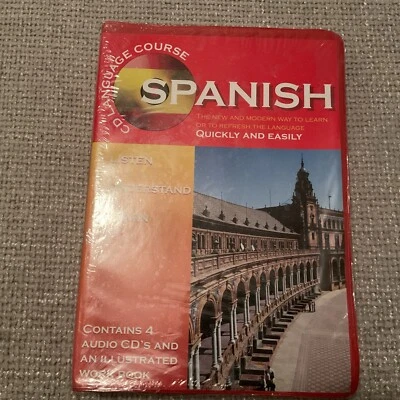 CD LANGUAGE COURSE
SPANISH
THE NEW AND MODERN WAY TO LEARN
OR TO REFRESH THE LANGUAGE
QUICKLY AND EASILY
LISTEN
UNDERSTAND
CONTAINS 4
AUDIO CD'S AND
AN ILLUSTRATED
WORK BOOK